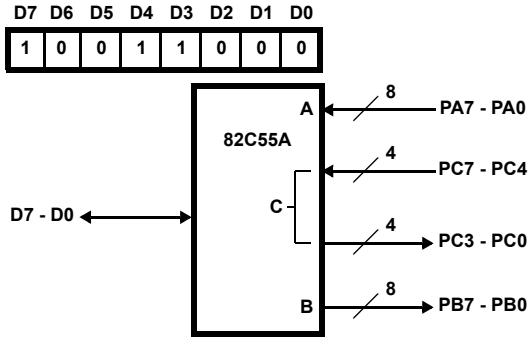 D7 D6 D5 D4 D3 D2 D1 D0
1 0 0 1 1 0 0 0
8
A PA7 - PA0
82C55A
4
PC7 - PC4
C
D7 - D0
4
PC3 - PC0
8
B PB7 - PB0